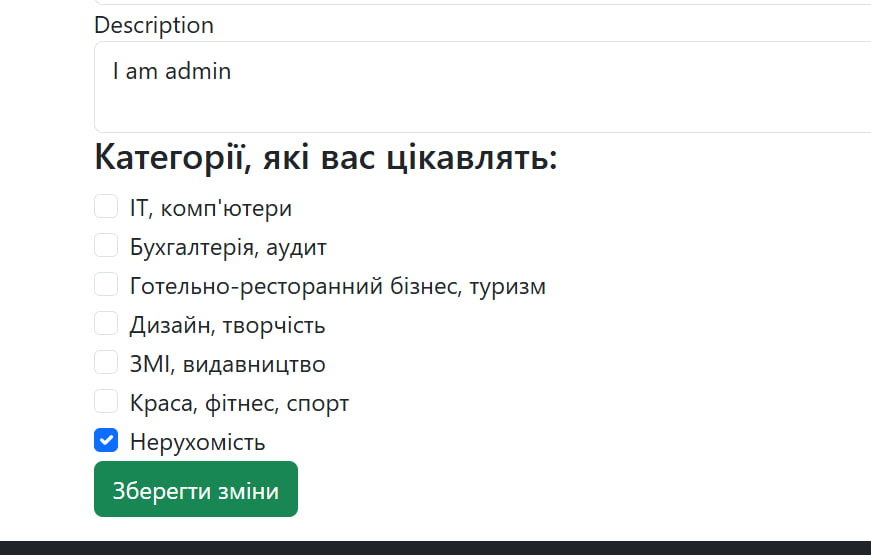 Description
I am admin
Категорії, які вас цікавлять:
IT, комп'ютери
Бухгалтерія, аудит
Готельно-ресторанний бізнес, туризм
Дизайн, творчість
ЗМІ, видавництво
Краса, фітнес, спорт
Нерухомість
Зберегти зміни